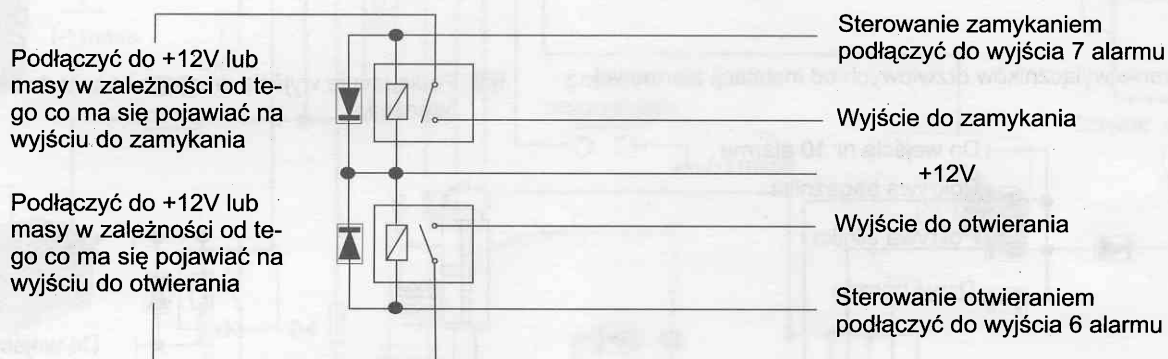 Podłączyć do +12V lub
masy w zależności od te-
go co ma się pojawiać na
wyjściu do zamykania
Podłączyć do +12V lub
masy w zależności od te-
go co ma się pojawiać na
wyjściu do otwierania
Sterowanie zamykaniem
podłączyć do wyjścia 7 alarmu
Wyjście do zamykania
+12V
Wyjście do otwierania
Sterowanie otwieraniem
podłączyć do wyjścia 6 alarmu